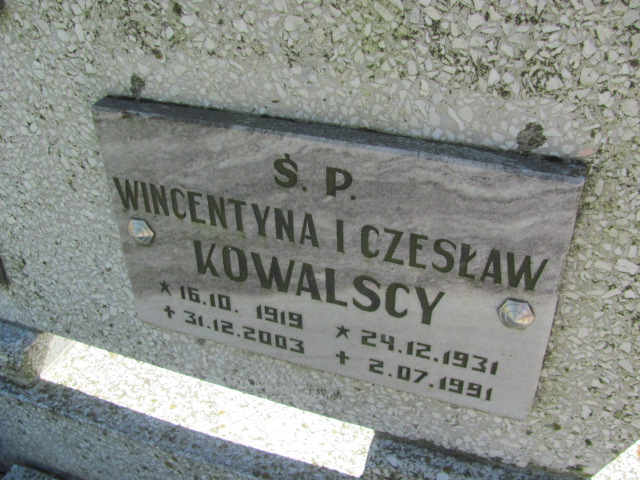 Ś. P.
WINCENTYNA I CZESŁAW
KOWALSCY
* 16.10. 1919 * 24.12.1931
+ 31.12.2003 + 2.07.1991